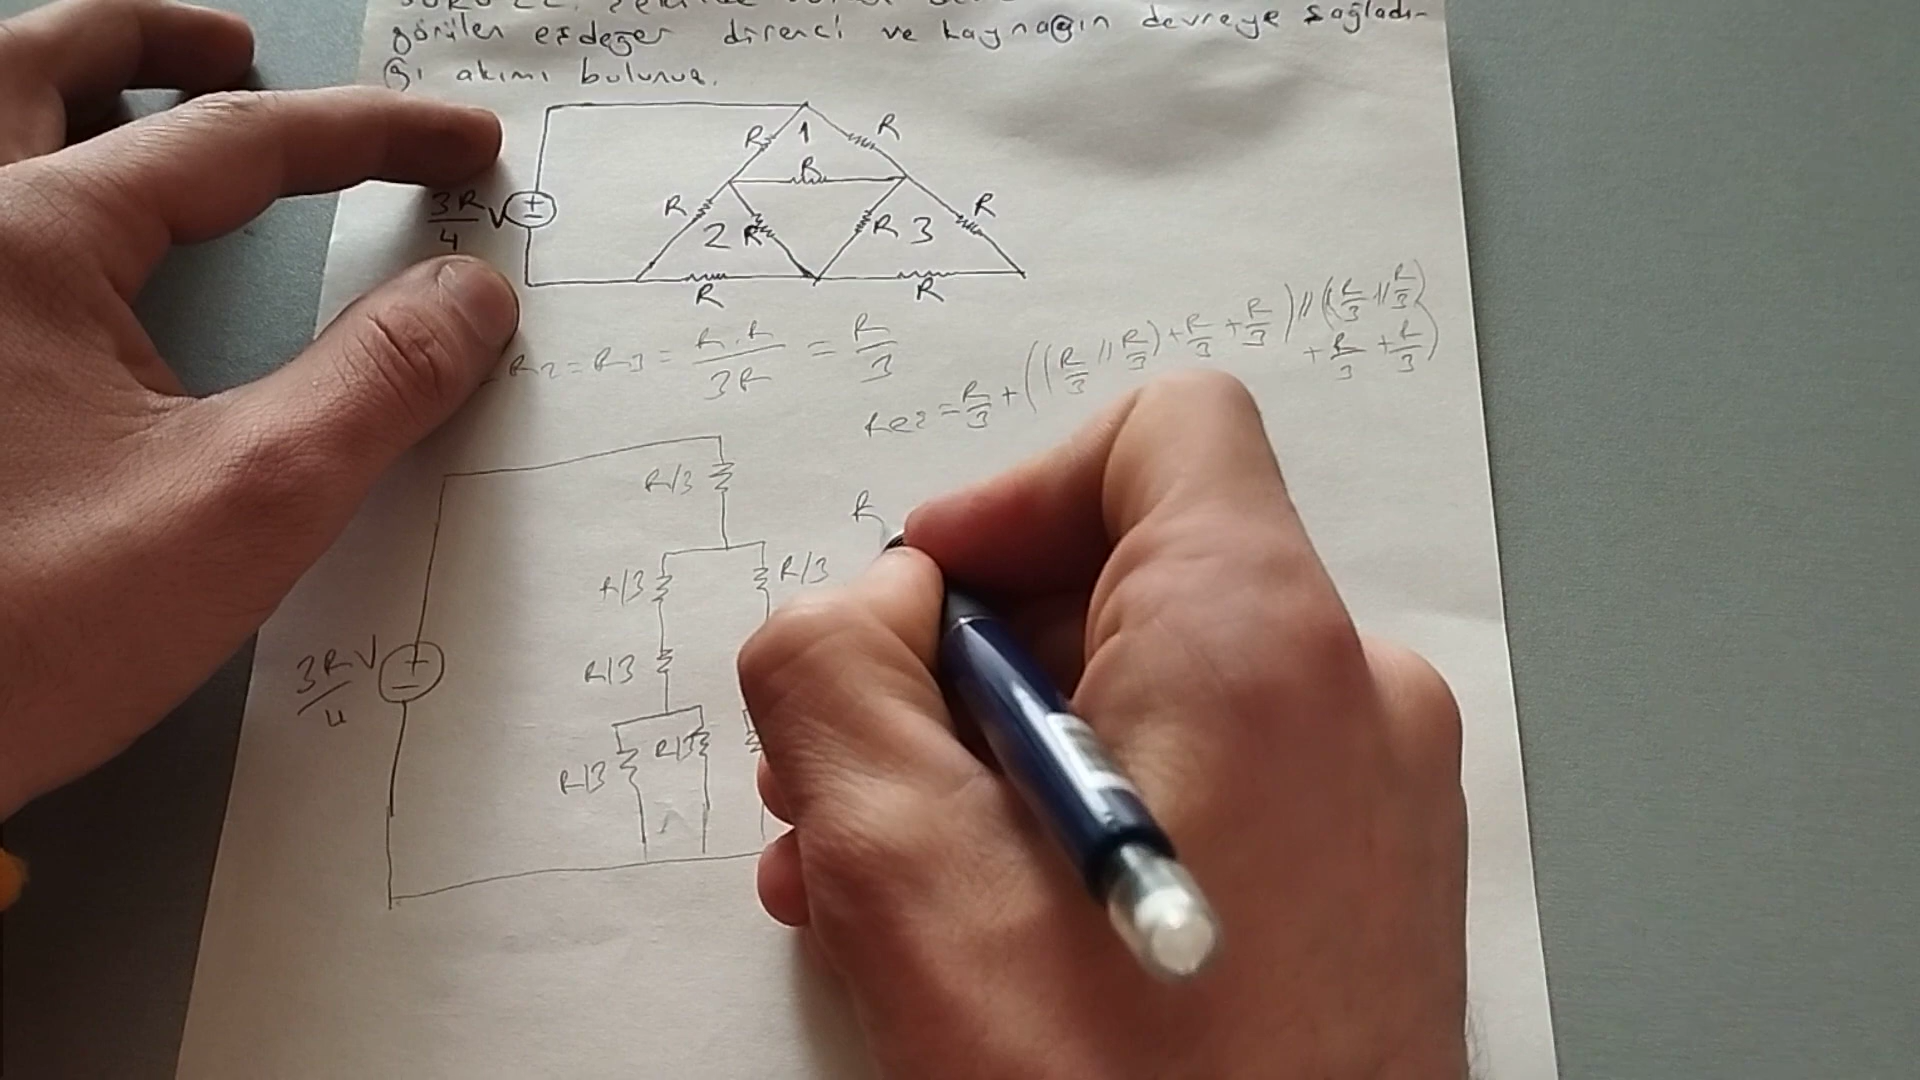 görülen eşdeğer direnci ve kaynağın devreye sağladı-
ğı akımı bulunuz.
R 1 R
R
3R/4 V + - R 2 R R 3 R
R R
R2 = R3 = R.R/3R = R/3
Reş = R/3 + ((R/3 // R/3) + R/3 + R/3) // ((R/3 // R/3)
+ R/3 + R/3)
R/3
R
R/3 R/3
3R/4 V + -
R/3
R/3 R/3